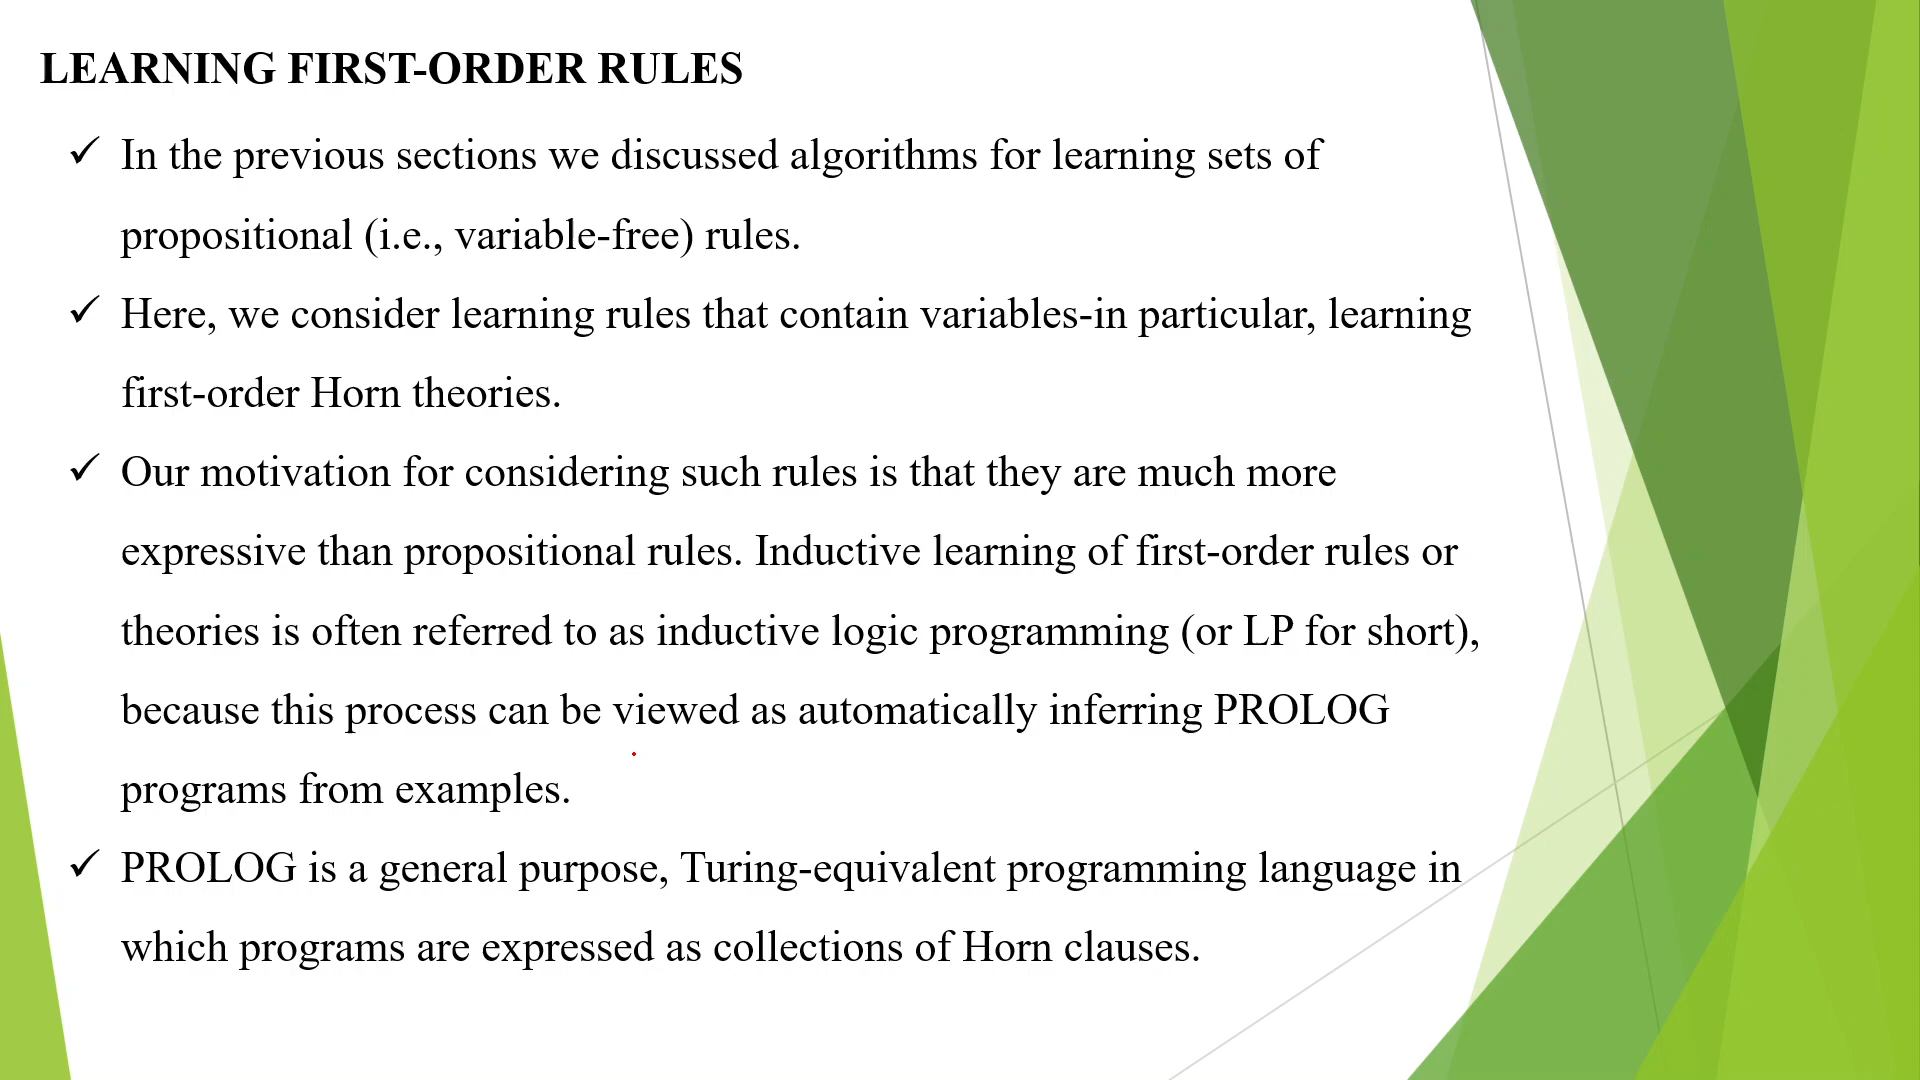 LEARNING FIRST-ORDER RULES
✓ In the previous sections we discussed algorithms for learning sets of
propositional (i.e., variable-free) rules.
✓ Here, we consider learning rules that contain variables-in particular, learning
first-order Horn theories.
✓ Our motivation for considering such rules is that they are much more
expressive than propositional rules. Inductive learning of first-order rules or
theories is often referred to as inductive logic programming (or LP for short),
because this process can be viewed as automatically inferring PROLOG
programs from examples.
✓ PROLOG is a general purpose, Turing-equivalent programming language in
which programs are expressed as collections of Horn clauses.